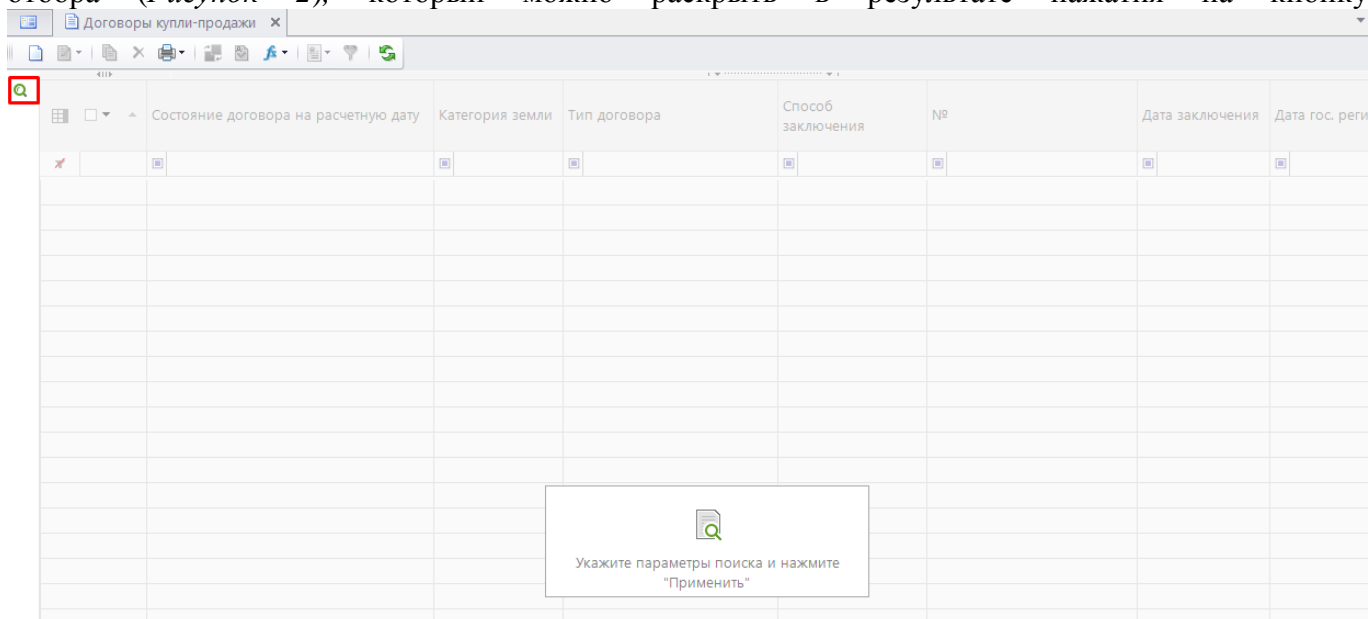 отбора (Рисунок 2), который можно раскрыть в результате нажатия на кнопку
Договоры купли-продажи
Состояние договора на расчетную дату Категория земли Тип договора Способ заключения № Дата заключения Дата гос. реги
Укажите параметры поиска и нажмите
"Применить"